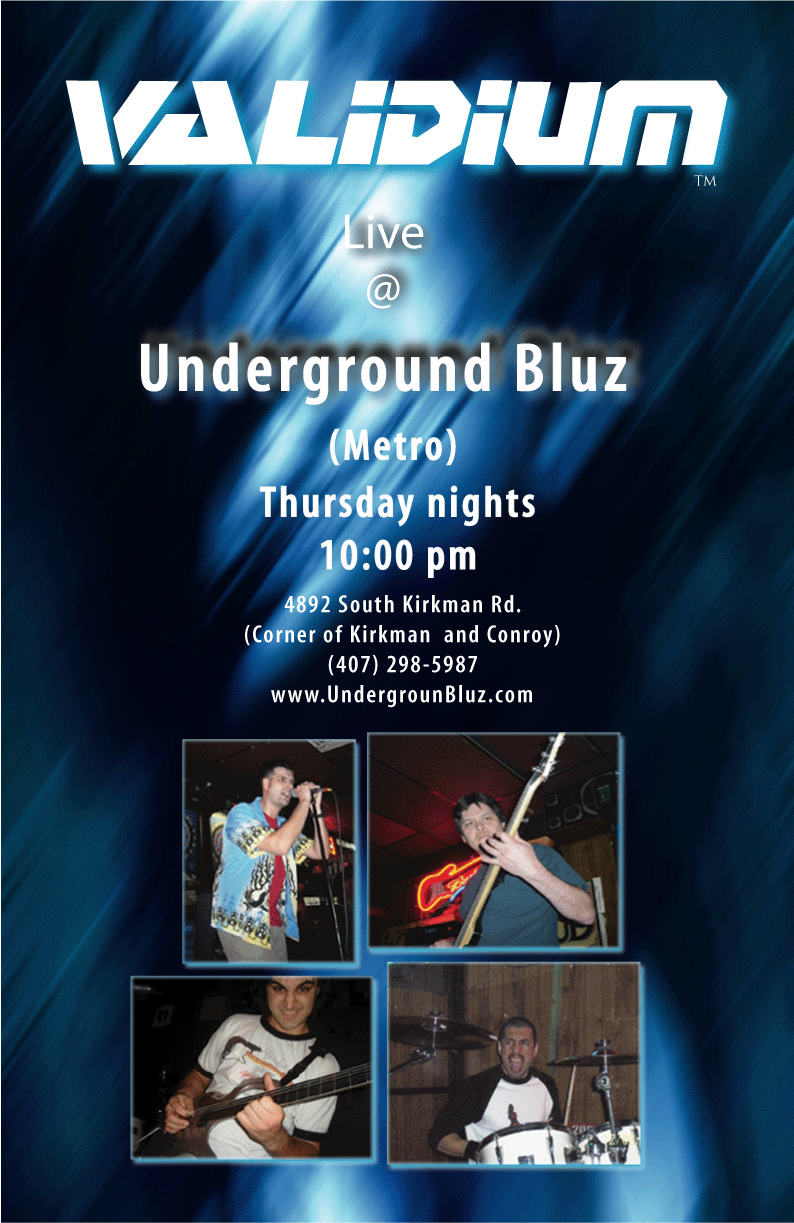 VALiDiUM
TM
Live
@
Underground Bluz
(Metro)
Thursday nights
10:00 pm
4892 South Kirkman Rd.
(Corner of Kirkman and Conroy)
(407) 298-5987
www.UndergrounBluz.com